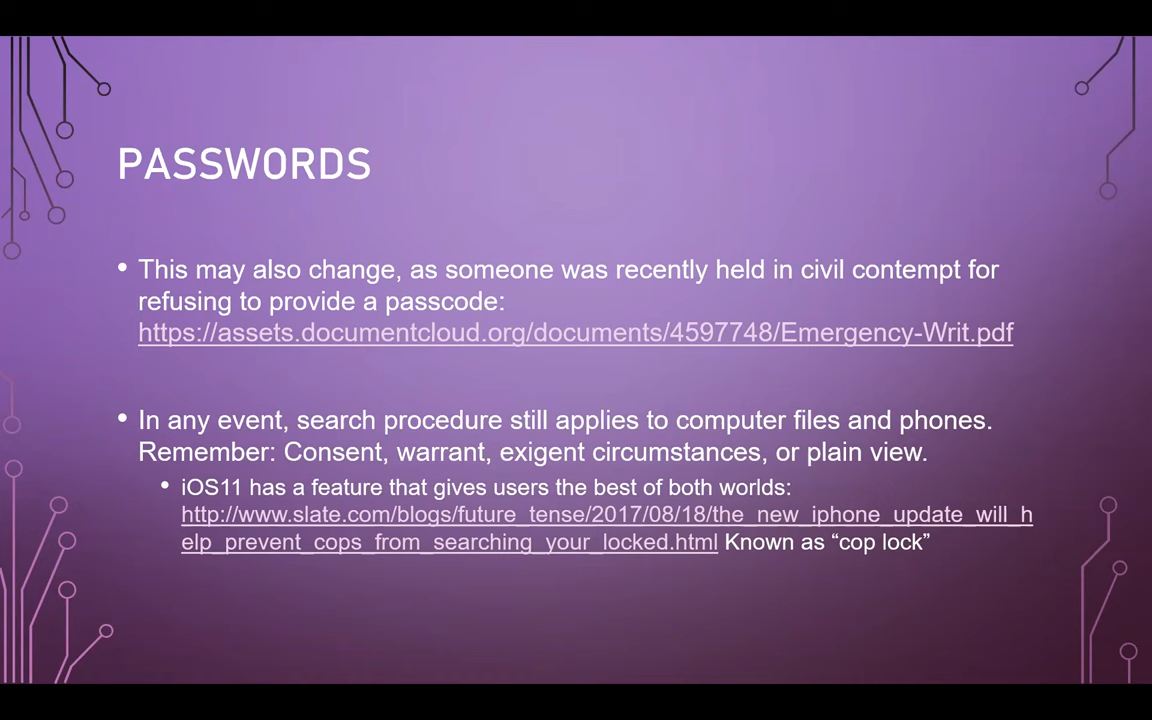 PASSWORDS
• This may also change, as someone was recently held in civil contempt for
refusing to provide a passcode:
https://assets.documentcloud.org/documents/4597748/Emergency-Writ.pdf
• In any event, search procedure still applies to computer files and phones.
Remember: Consent, warrant, exigent circumstances, or plain view.
• iOS11 has a feature that gives users the best of both worlds:
http://www.slate.com/blogs/future_tense/2017/08/18/the_new_iphone_update_will_h
elp_prevent_cops_from_searching_your_locked.html Known as “cop lock”